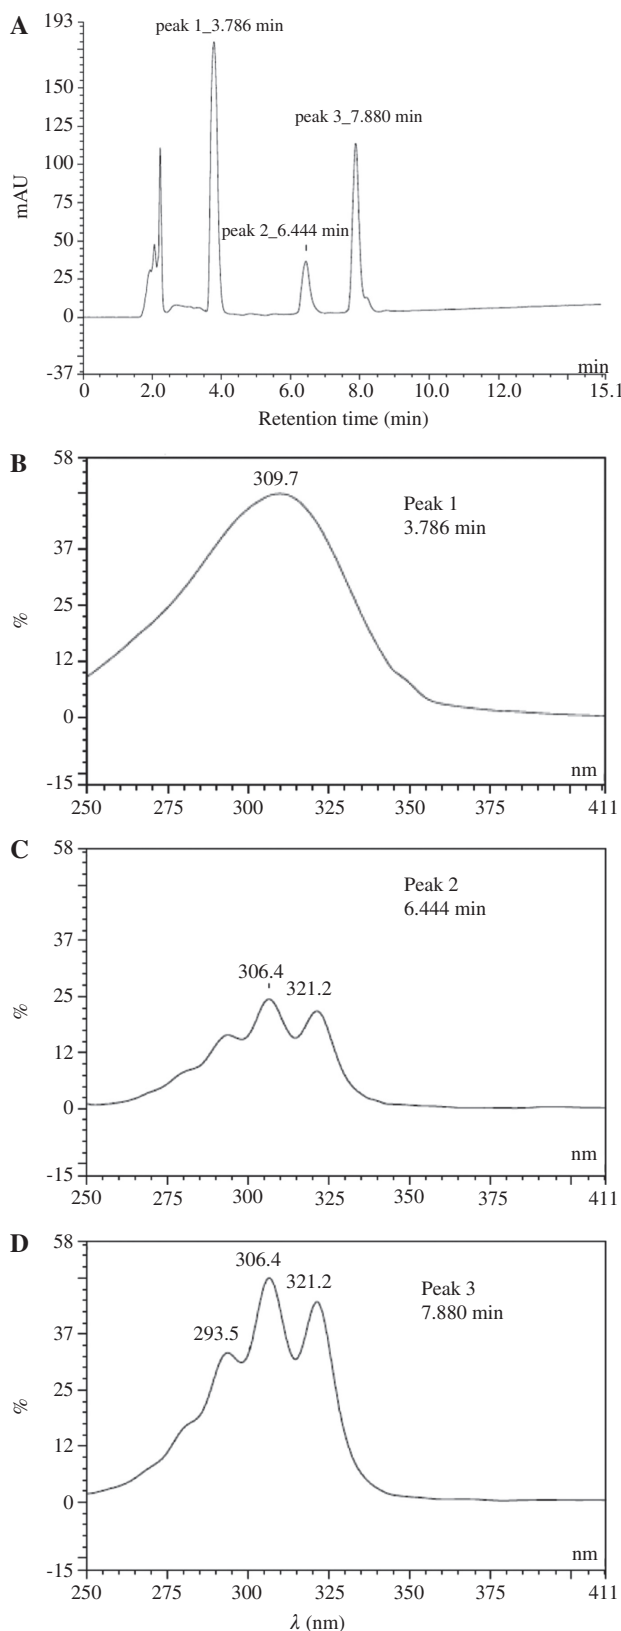 A
193
150
125
100
75
50
25
0
-37
mAU
peak 1_3.786 min
peak 3_7.880 min
peak 2_6.444 min
min
0 2.0 4.0 6.0 8.0 10.0 12.0 15.1
Retention time (min)
B
58
37
25
12
0
-15
%
309.7
Peak 1
3.786 min
nm
250 275 300 325 350 375 411
C
58
37
25
12
0
-15
%
306.4
321.2
Peak 2
6.444 min
nm
250 275 300 325 350 375 411
D
58
37
25
12
0
-15
%
306.4
321.2
293.5
Peak 3
7.880 min
nm
250 275 300 325 350 375 411
λ (nm)